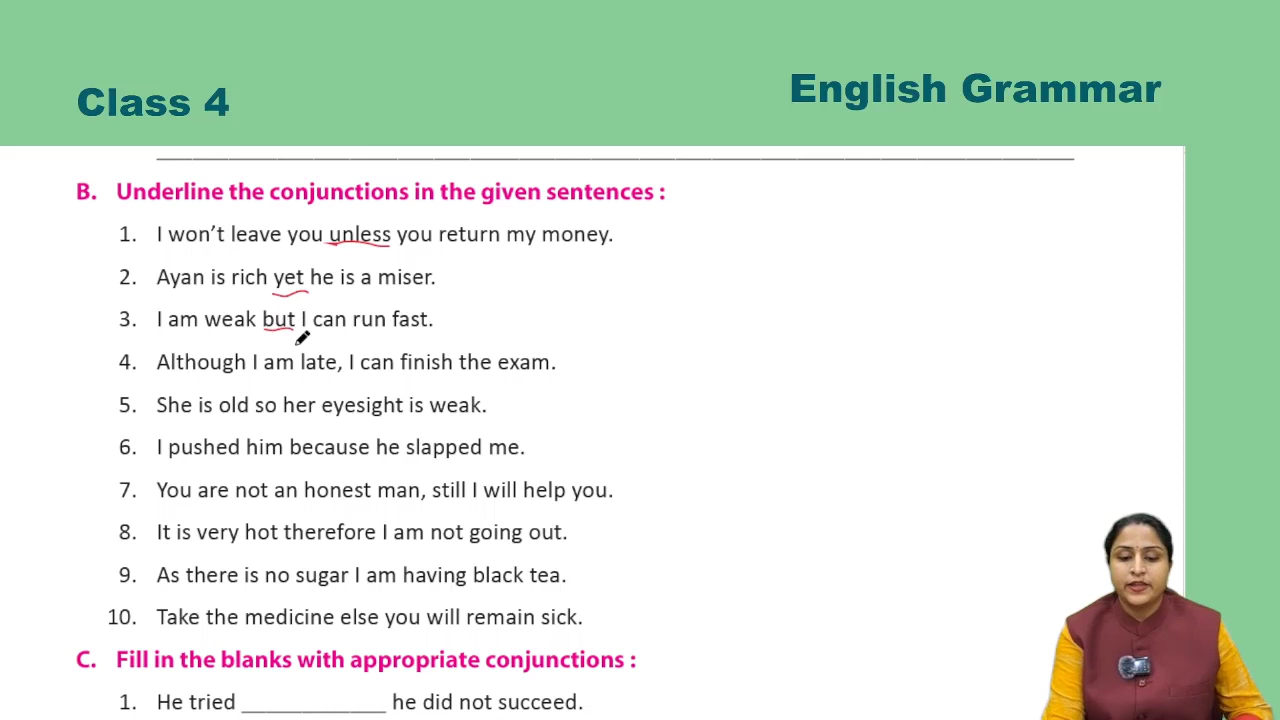 Class 4
English Grammar
B. Underline the conjunctions in the given sentences :
1. I won't leave you unless you return my money.
2. Ayan is rich yet he is a miser.
3. I am weak but I can run fast.
4. Although I am late, I can finish the exam.
5. She is old so her eyesight is weak.
6. I pushed him because he slapped me.
7. You are not an honest man, still I will help you.
8. It is very hot therefore I am not going out.
9. As there is no sugar I am having black tea.
10. Take the medicine else you will remain sick.
C. Fill in the blanks with appropriate conjunctions :
1. He tried ____________ he did not succeed.